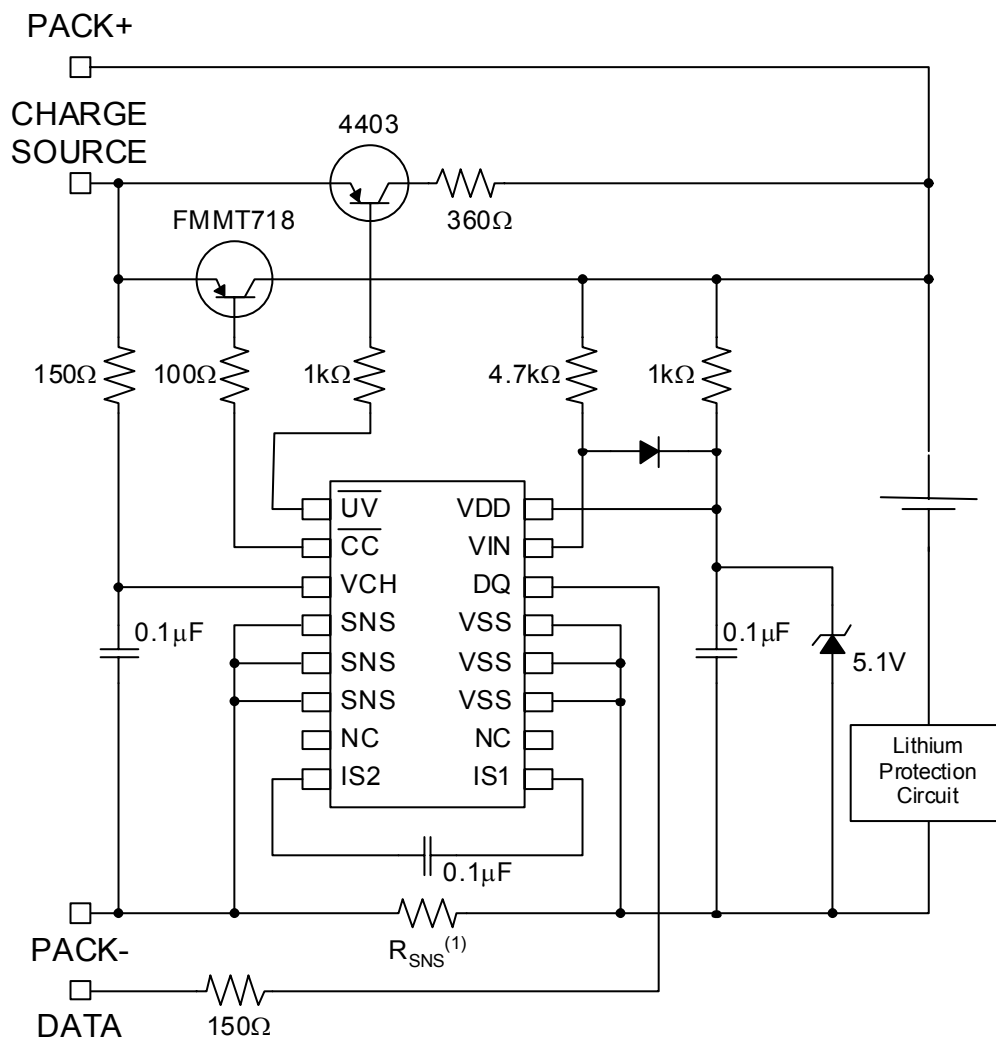 PACK+
CHARGE
SOURCE
4403
360Ω
FMMT718
150Ω
100Ω
1kΩ
4.7kΩ
1kΩ
UV
CC
VCH
SNS
SNS
SNS
NC
IS2
VDD
VIN
DQ
VSS
VSS
VSS
NC
IS1
0.1μF
0.1μF
5.1V
Lithium
Protection
Circuit
0.1μF
PACK-
RSNS(1)
DATA
150Ω